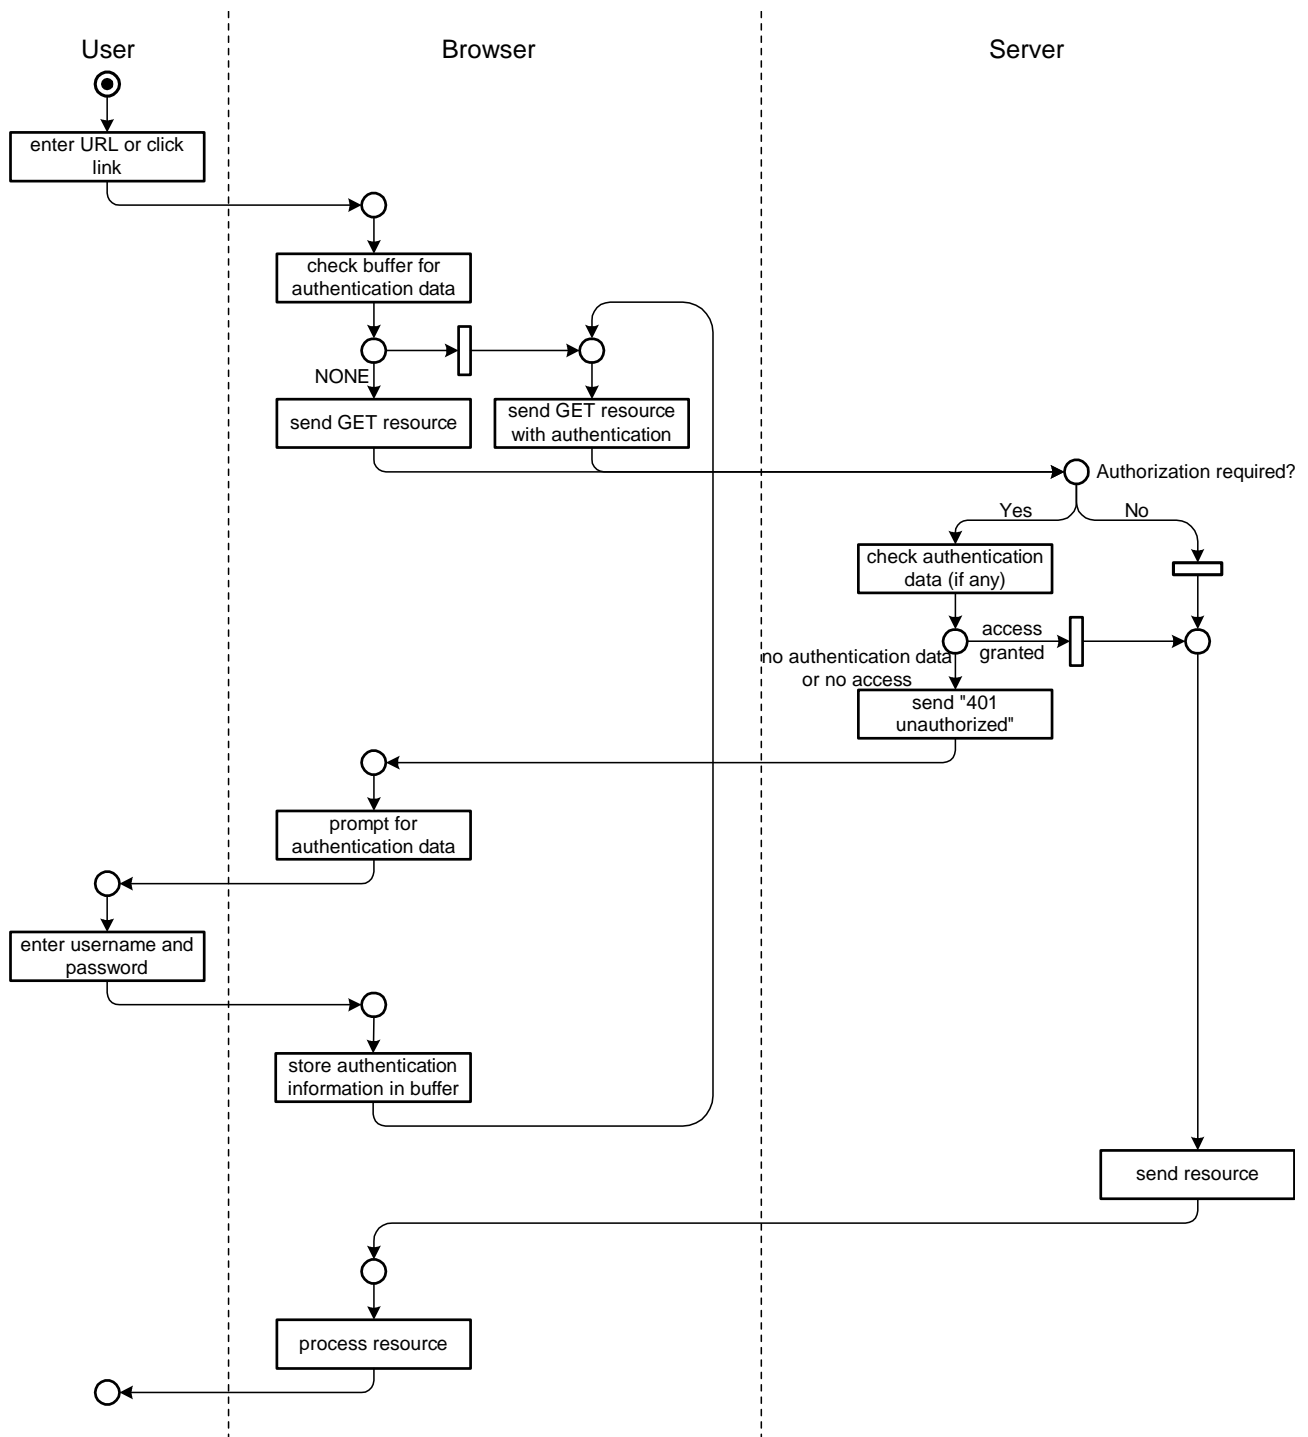 User
Browser
Server
enter URL or click
link
check buffer for
authentication data
NONE
send GET resource
send GET resource
with authentication
Authorization required?
Yes
No
check authentication
data (if any)
access
granted
no authentication data
or no access
send "401
unauthorized"
prompt for
authentication data
enter username and
password
store authentication
information in buffer
send resource
process resource